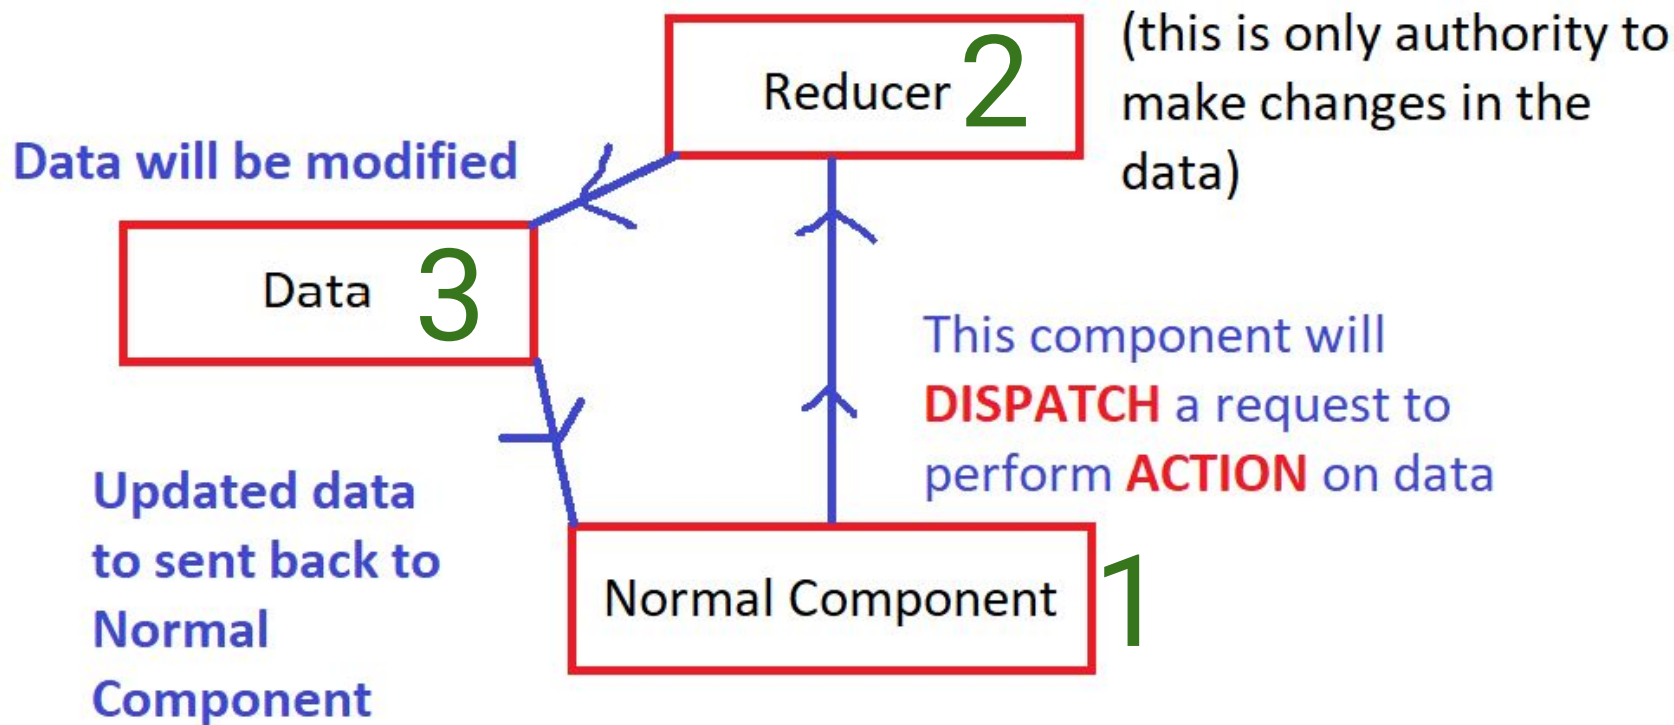 Reducer 2
(this is only authority to
make changes in the
data)
Data will be modified
Data 3
This component will
DISPATCH a request to
perform ACTION on data
Updated data
to sent back to
Normal
Component
Normal Component 1